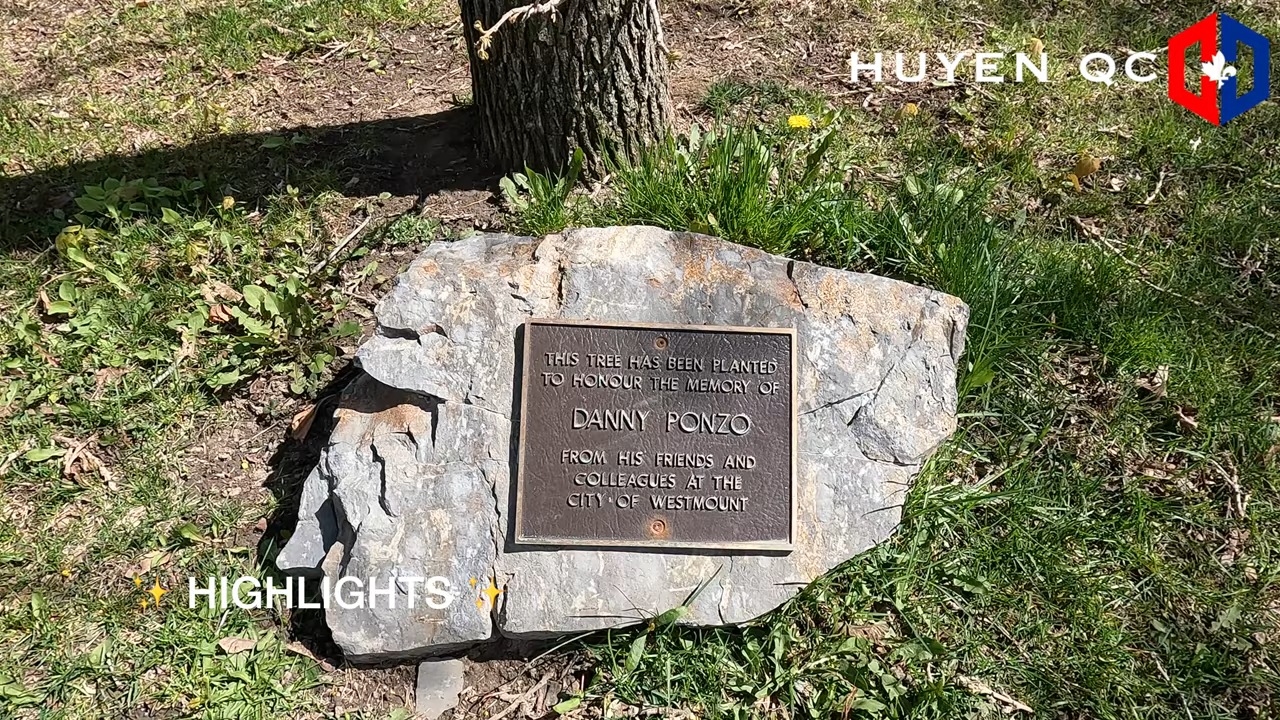 HUYEN QC
THIS TREE HAS BEEN PLANTED
TO HONOUR THE MEMORY OF
DANNY PONZO
FROM HIS FRIENDS AND
COLLEAGUES AT THE
CITY OF WESTMOUNT
✨ HIGHLIGHTS ✨